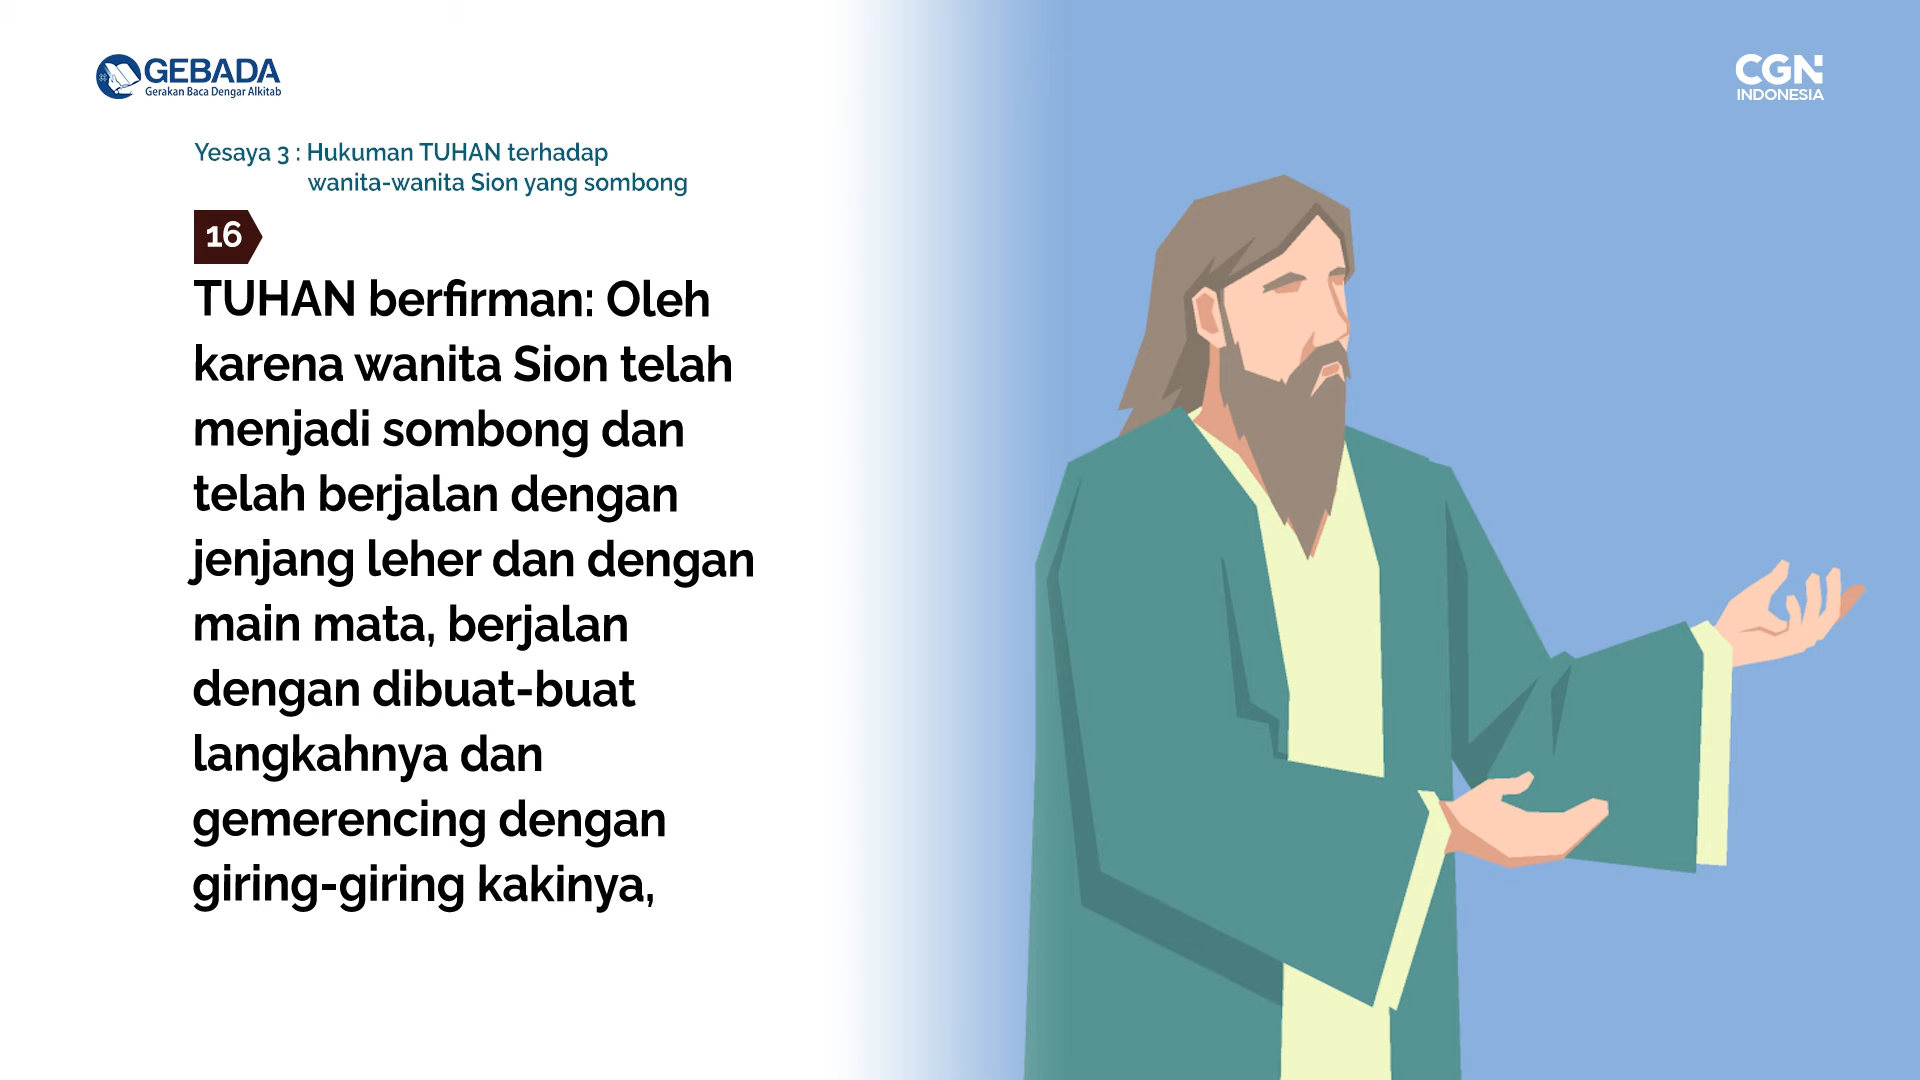 GEBADA
Gerakan Baca Dengar Alkitab
CGN
INDONESIA
Yesaya 3 : Hukuman TUHAN terhadap
wanita-wanita Sion yang sombong
16
TUHAN berfirman: Oleh
karena wanita Sion telah
menjadi sombong dan
telah berjalan dengan
jenjang leher dan dengan
main mata, berjalan
dengan dibuat-buat
langkahnya dan
gemerencing dengan
giring-giring kakinya,